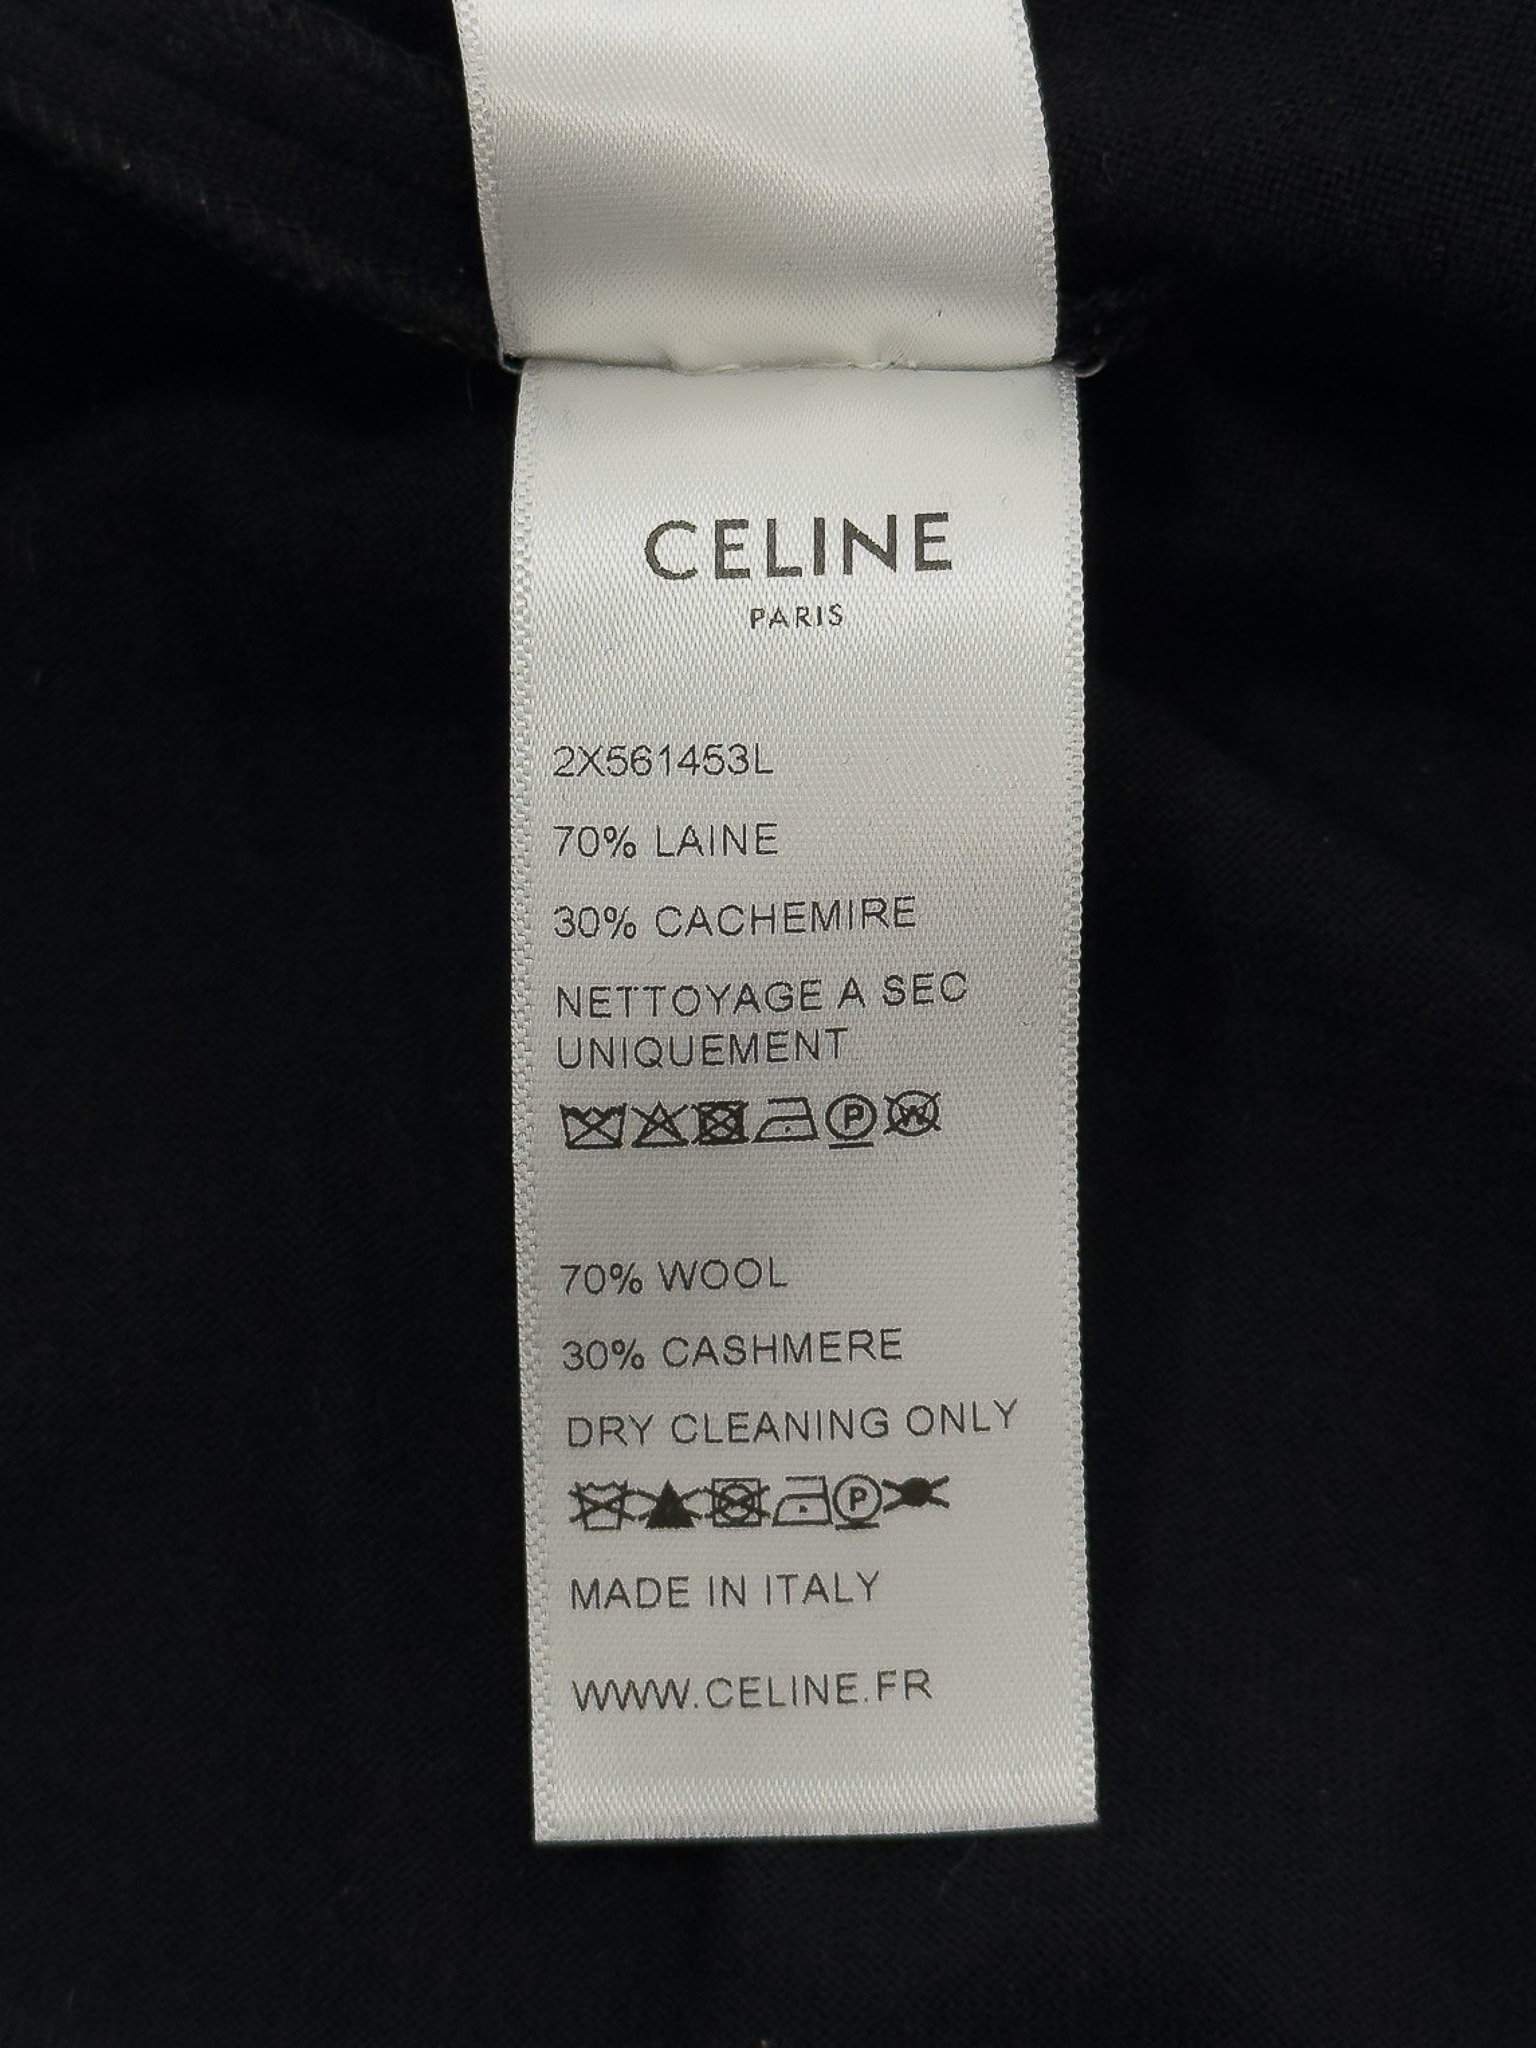 CELINE
PARIS
2X561453L
70% LAINE
30% CACHEMIRE
NETTOYAGE A SEC
UNIQUEMENT
P W
70% WOOL
30% CASHMERE
DRY CLEANING ONLY
P
MADE IN ITALY
WWW.CELINE.FR